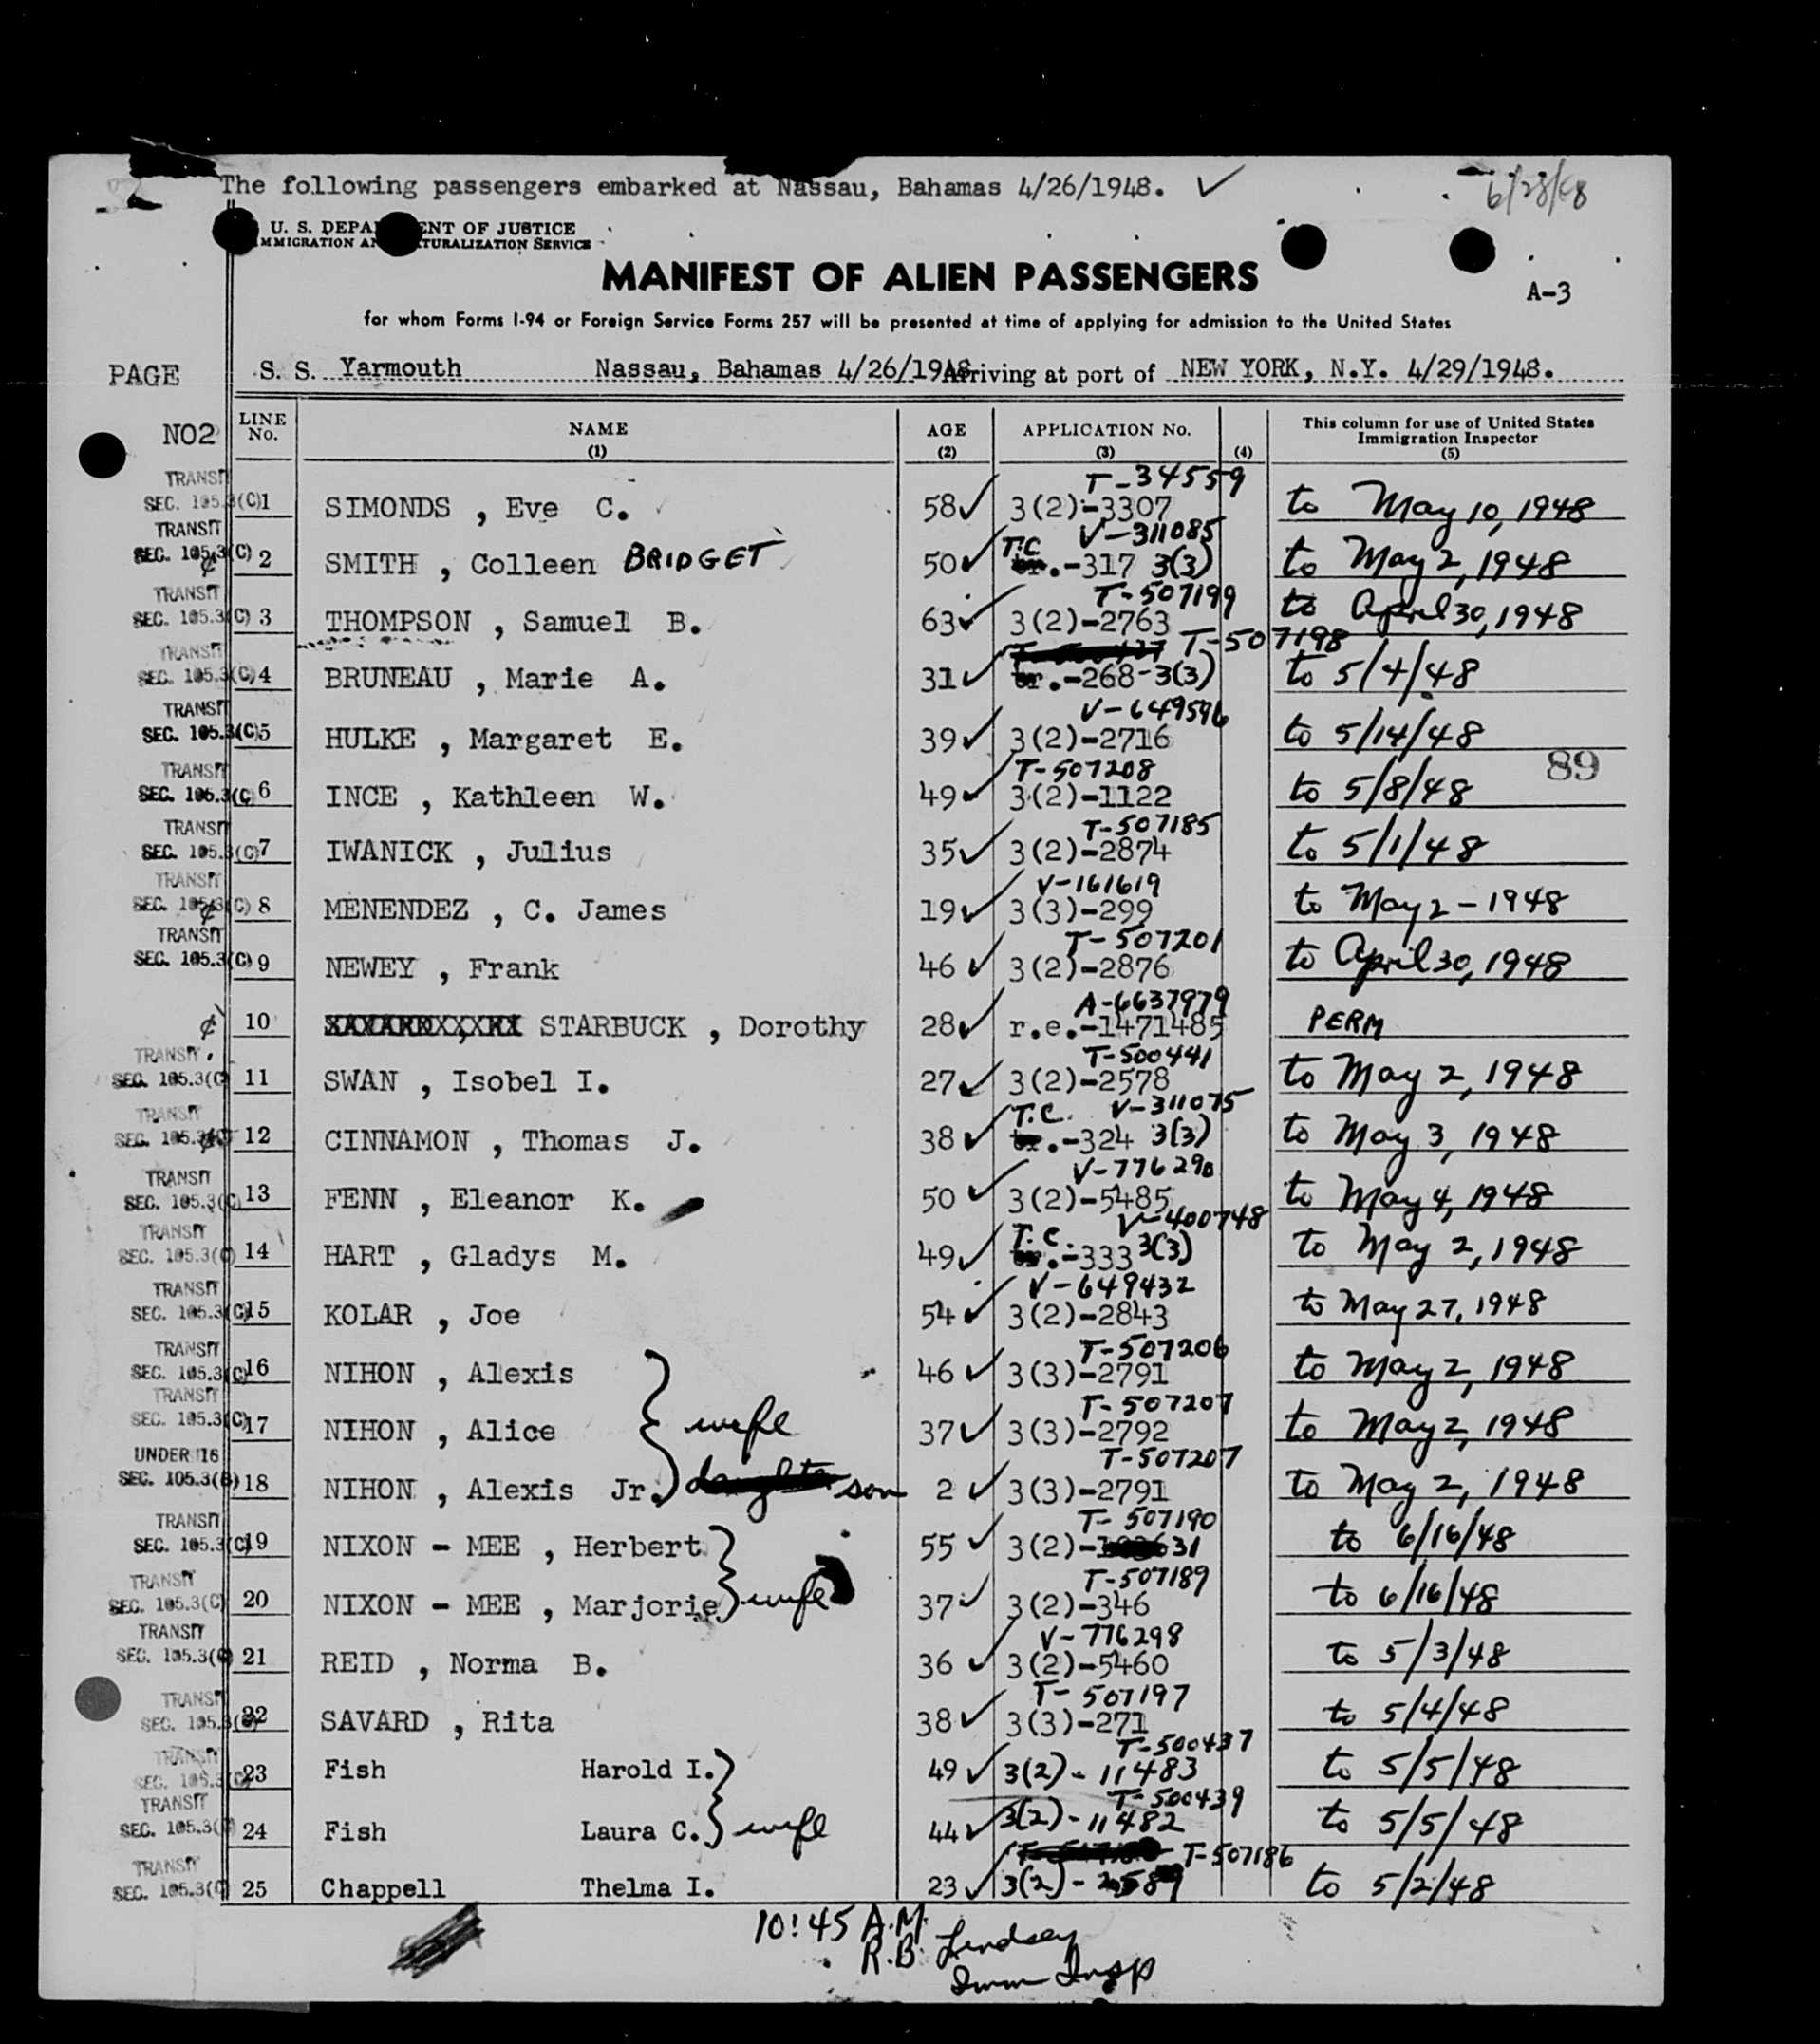 The following passengers embarked at Nassau, Bahamas 4/26/1948. ✓
6/28/48
U. S. DEPA ENT OF JUSTICE
IMMIGRATION AN TURALIZATION SERVICE
MANIFEST OF ALIEN PASSENGERS
A-3
for whom Forms I-94 or Foreign Service Forms 257 will be presented at time of applying for admission to the United States
PAGE
S. S. Yarmouth Nassau, Bahamas 4/26/1948 Arriving at port of NEW YORK, N.Y. 4/29/1948.
NO2
LINE No. NAME (1) AGE (2) APPLICATION No. (3) (4) This column for use of United States Immigration Inspector (5)
TRANSIT T-34559
SEC. 105.3(C) 1 SIMONDS , Eve C. 58✓ 3(2)-3307 to May 10, 1948
TRANSIT V-311085
SEC. 105.3(C) 2 SMITH , Colleen BRIDGET 50✓ T.C. tr.-317 3(3) to May 2, 1948
TRANSIT T-507199
SEC. 105.3(C) 3 THOMPSON , Samuel B. 63✓ 3(2)-2763 to April 30, 1948
TRANSIT T-507198
SEC. 105.3(C) 4 BRUNEAU , Marie A. 31✓ tr.-268-3(3) to 5/4/48
TRANSIT V-649596
SEC. 105.3(C) 5 HULKE , Margaret E. 39✓ 3(2)-2716 to 5/14/48
89
TRANSIT T-507208
SEC. 105.3(C) 6 INCE , Kathleen W. 49✓ 3(2)-1122 to 5/8/48
TRANSIT T-507185
SEC. 105.3(C) 7 IWANICK , Julius 35✓ 3(2)-2874 to 5/1/48
TRANSIT V-161619
SEC. 105.3(C) 8 MENENDEZ , C. James 19✓ 3(3)-299 to May 2-1948
TRANSIT T-507201
SEC. 105.3(C) 9 NEWEY , Frank 46✓ 3(2)-2876 to April 30, 1948
A-6637979
¢ 10 STARBUCK , Dorothy 28✓ r.e.-1471485 PERM
TRANSIT T-500441
SEC. 105.3(C) 11 SWAN , Isobel I. 27✓ 3(2)-2578 to May 2, 1948
TRANSIT V-311075
SEC. 105.3(C) 12 CINNAMON , Thomas J. 38✓ T.C. tr.-324 3(3) to May 3, 1948
TRANSIT V-776290
SEC. 105.3(C) 13 FENN , Eleanor K. 50✓ 3(2)-5485 to May 4, 1948
TRANSIT V-400748
SEC. 105.3(C) 14 HART , Gladys M. 49✓ T.C. tr.-333 3(3) to May 2, 1948
TRANSIT V-649432
SEC. 105.3(C) 15 KOLAR , Joe 54✓ 3(2)-2843 to May 27, 1948
TRANSIT T-507206
SEC. 105.3(C) 16 NIHON , Alexis 46✓ 3(3)-2791 to May 2, 1948
TRANSIT T-507207
SEC. 105.3(C) 17 NIHON , Alice wife 37✓ 3(3)-2792 to May 2, 1948
UNDER 16 T-507207
SEC. 105.3(B) 18 NIHON , Alexis Jr. daughter son 2✓ 3(3)-2791 to May 2, 1948
TRANSIT T-507190
SEC. 105.3(C) 19 NIXON - MEE , Herbert 55✓ 3(2)-31 to 6/16/48
TRANSIT T-507189
SEC. 105.3(C) 20 NIXON - MEE , Marjorie wife 37✓ 3(2)-346 to 6/16/48
TRANSIT V-776298
SEC. 105.3(C) 21 REID , Norma B. 36✓ 3(2)-5460 to 5/3/48
TRANSIT T-507197
SEC. 105.3(C) 22 SAVARD , Rita 38✓ 3(3)-271 to 5/4/48
TRANSIT T-500437
SEC. 105.3(C) 23 Fish Harold I. 49✓ 3(2)-11483 to 5/5/48
TRANSIT T-500439
SEC. 105.3(C) 24 Fish Laura C. wife 44✓ 3(2)-11482 to 5/5/48
TRANSIT T-507186
SEC. 105.3(C) 25 Chappell Thelma I. 23✓ 3(2)-2589 to 5/2/48
10:45 A.M.
R.B. Lindsey
Imm Insp